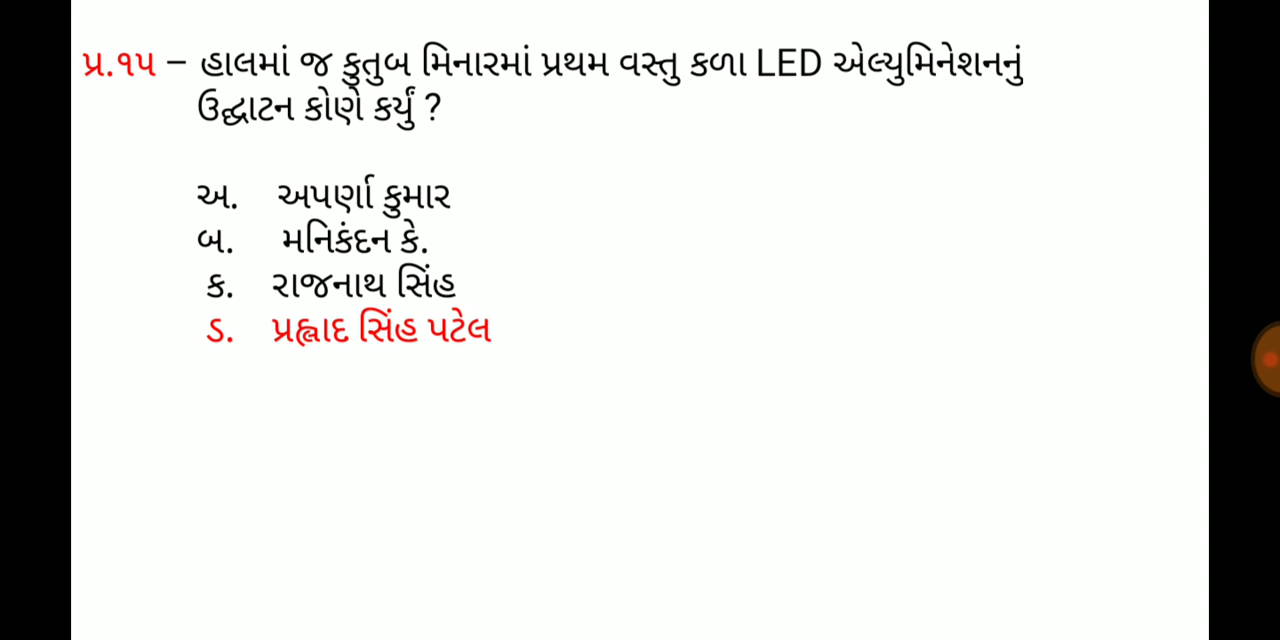 પ્ર.૧૫ – હાલમાં જ કુતુબ મિનારમાં પ્રથમ વસ્તુ કળા LED એલ્યુમિનેશનનું
ઉદ્ઘાટન કોણે કર્યું ?
અ. અપર્ણા કુમાર
બ. મનિકંદન કે.
ક. રાજનાથ સિંહ
ડ. પ્રહ્લાદ સિંહ પટેલ